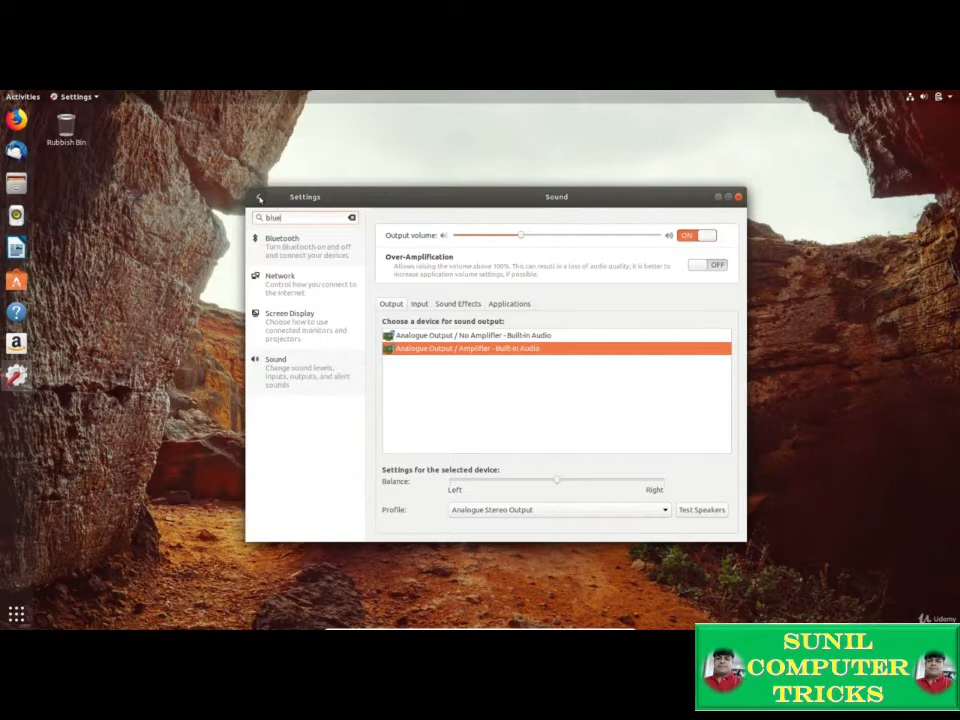 Activities
Settings
Rubbish Bin
Settings
Sound
blue
Bluetooth
Turn Bluetooth on and off
and connect your devices
Network
Control how you connect to
the Internet
Screen Display
Choose how to use
connected monitors and
projectors
Sound
Change sound levels,
inputs, outputs, and alert
sounds
Output volume:
ON
Over-Amplification
Allows raising the volume above 100%. This can result in a loss of audio quality; it is better to
increase application volume settings, if possible.
OFF
Output
Input
Sound Effects
Applications
Choose a device for sound output:
Analogue Output / No Amplifier - Built-in Audio
Analogue Output / Amplifier - Built-in Audio
Settings for the selected device:
Balance:
Left
Right
Profile:
Analogue Stereo Output
Test Speakers
Udemy
SUNIL
COMPUTER
TRICKS